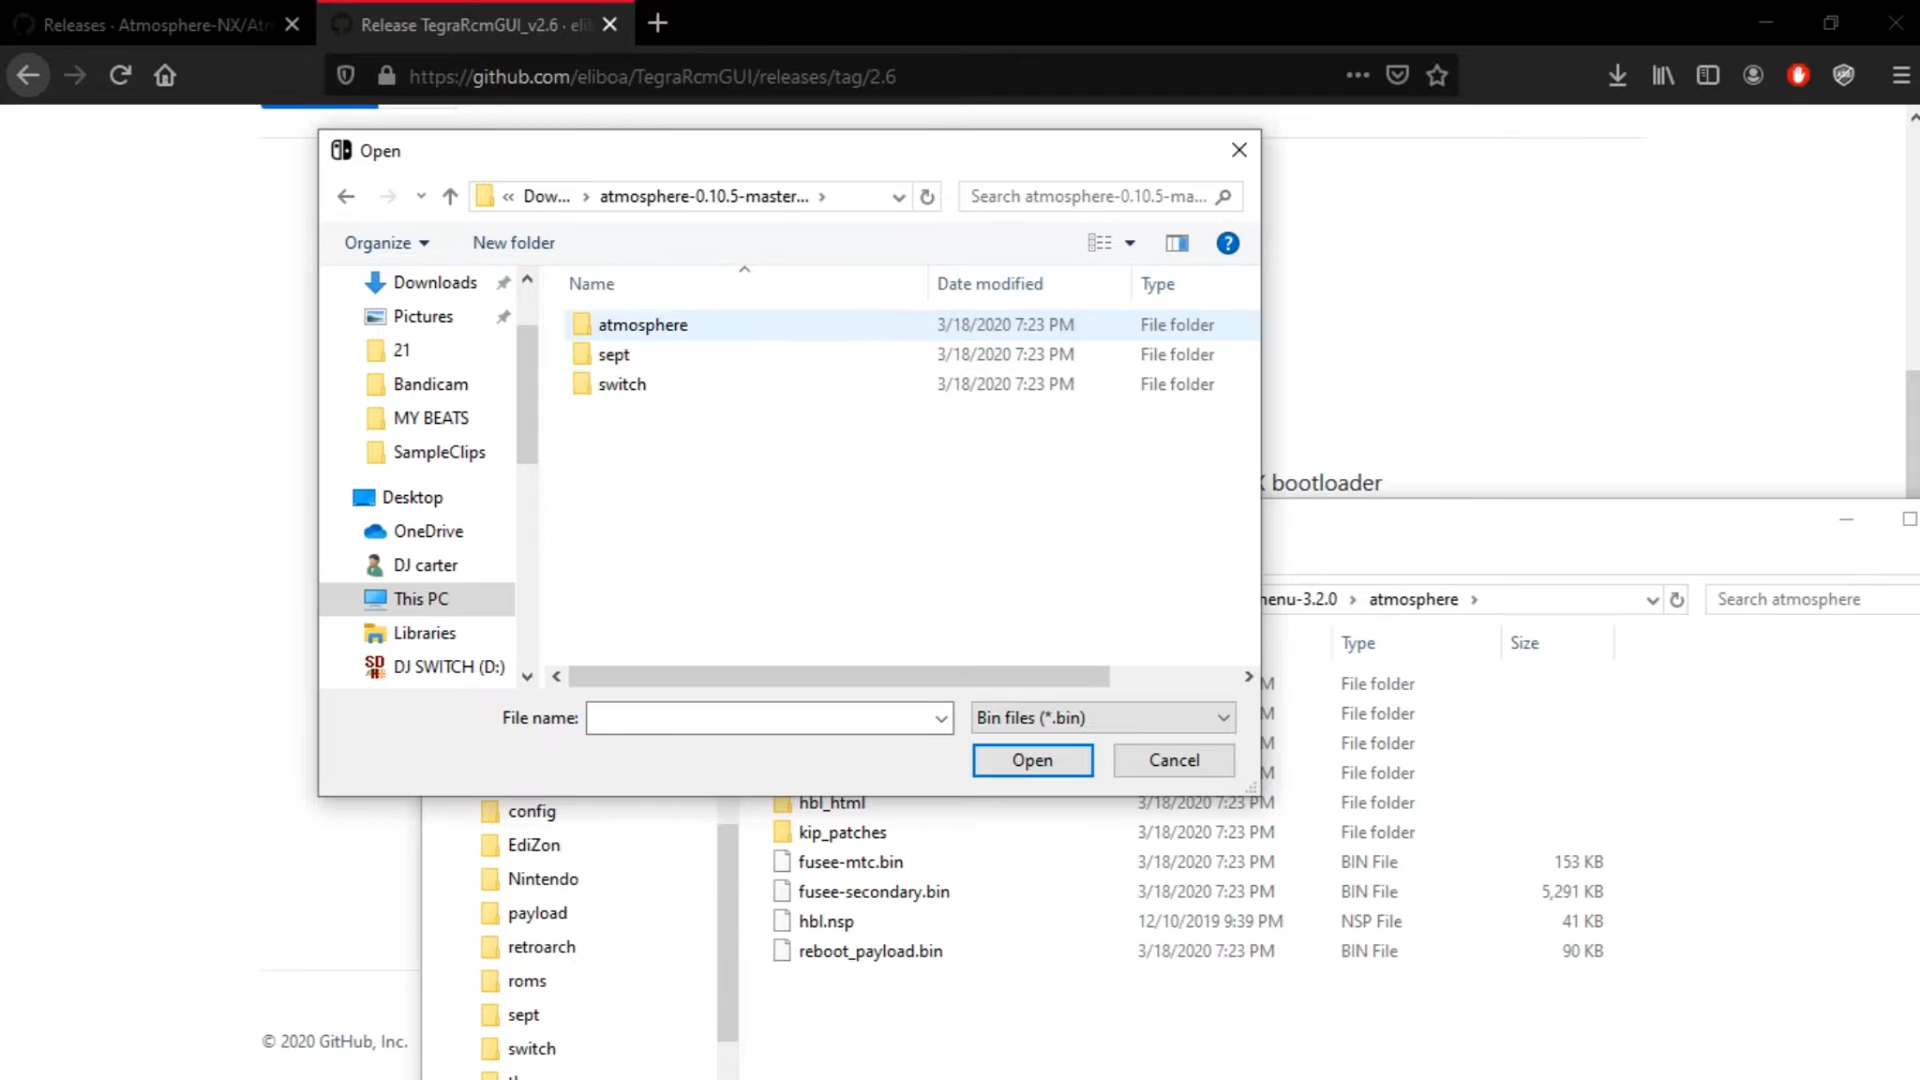 Releases · Atmosphere-NX/Atm
Release TegraRcmGUI_v2.6 · elib
https://github.com/eliboa/TegraRcmGUI/releases/tag/2.6
Open
« Dow... › atmosphere-0.10.5-master... ›
Search atmosphere-0.10.5-ma...
Organize
New folder
Name
Date modified
Type
Downloads
Pictures
21
Bandicam
MY BEATS
SampleClips
Desktop
OneDrive
DJ carter
This PC
Libraries
DJ SWITCH (D:)
atmosphere 3/18/2020 7:23 PM File folder
sept 3/18/2020 7:23 PM File folder
switch 3/18/2020 7:23 PM File folder
File name:
Bin files (*.bin)
Open
Cancel
X bootloader
menu-3.2.0 › atmosphere ›
Search atmosphere
Type
Size
M File folder
M File folder
M File folder
M File folder
hbl_html 3/18/2020 7:23 PM File folder
kip_patches 3/18/2020 7:23 PM File folder
fusee-mtc.bin 3/18/2020 7:23 PM BIN File 153 KB
fusee-secondary.bin 3/18/2020 7:23 PM BIN File 5,291 KB
hbl.nsp 12/10/2019 9:39 PM NSP File 41 KB
reboot_payload.bin 3/18/2020 7:23 PM BIN File 90 KB
config
EdiZon
Nintendo
payload
retroarch
roms
sept
switch
© 2020 GitHub, Inc.